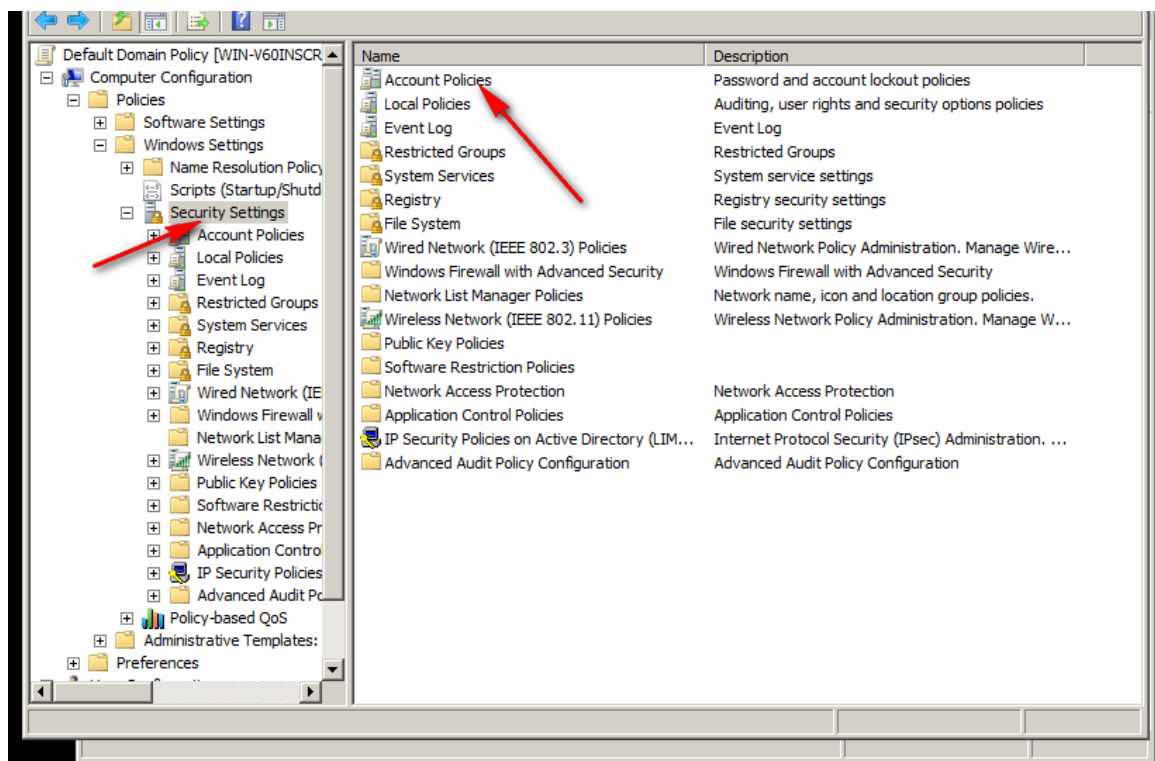 Default Domain Policy [WIN-V60INSCR
Computer Configuration
Policies
Software Settings
Windows Settings
Name Resolution Policy
Scripts (Startup/Shutd
Security Settings
Account Policies
Local Policies
Event Log
Restricted Groups
System Services
Registry
File System
Wired Network (IE
Windows Firewall w
Network List Mana
Wireless Network (
Public Key Policies
Software Restrictio
Network Access Pr
Application Contro
IP Security Policies
Advanced Audit Po
Policy-based QoS
Administrative Templates:
Preferences
Name Description
Account Policies Password and account lockout policies
Local Policies Auditing, user rights and security options policies
Event Log Event Log
Restricted Groups Restricted Groups
System Services System service settings
Registry Registry security settings
File System File security settings
Wired Network (IEEE 802.3) Policies Wired Network Policy Administration. Manage Wire...
Windows Firewall with Advanced Security Windows Firewall with Advanced Security
Network List Manager Policies Network name, icon and location group policies.
Wireless Network (IEEE 802.11) Policies Wireless Network Policy Administration. Manage W...
Public Key Policies
Software Restriction Policies
Network Access Protection Network Access Protection
Application Control Policies Application Control Policies
IP Security Policies on Active Directory (LIM... Internet Protocol Security (IPsec) Administration. ...
Advanced Audit Policy Configuration Advanced Audit Policy Configuration